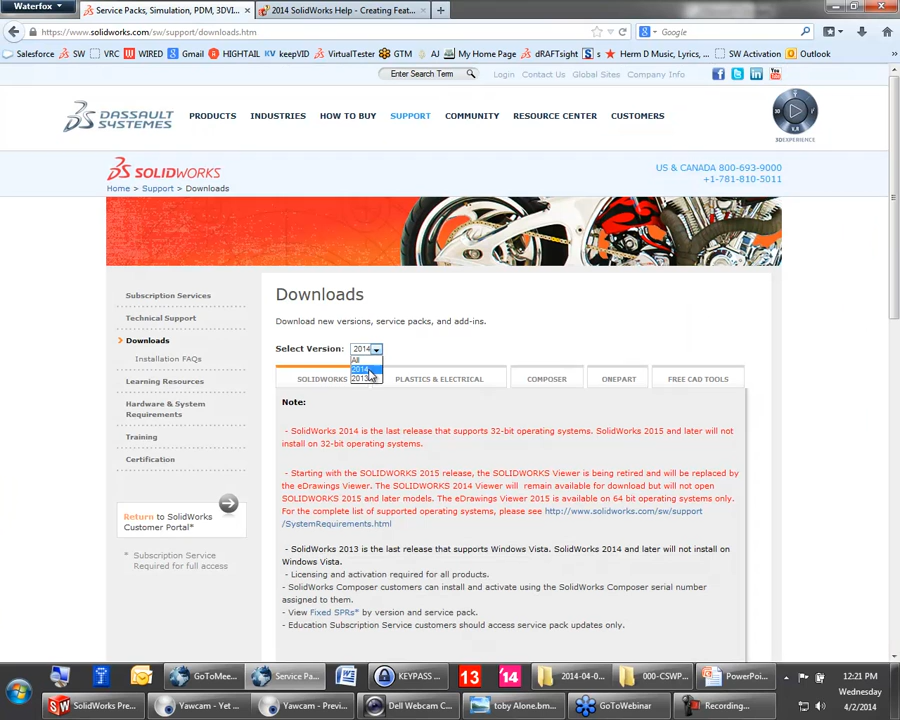 Waterfox
Service Packs, Simulation, PDM, 3DVI...
2014 SolidWorks Help - Creating Feat...
https://www.solidworks.com/sw/support/downloads.htm
Google
Salesforce
SW
VRC
WIRED
Gmail
HIGHTAIL
keepVID
VirtualTester
GTM
AJ
My Home Page
dRAFTsight
s
Herm D Music, Lyrics, ...
SW Activation
Outlook
Enter Search Term
Login
Contact Us
Global Sites
Company Info
DASSAULT
SYSTEMES
PRODUCTS
INDUSTRIES
HOW TO BUY
SUPPORT
COMMUNITY
RESOURCE CENTER
CUSTOMERS
3D
V.R
3DEXPERIENCE
SOLIDWORKS
US & CANADA 800-693-9000
+1-781-810-5011
Home > Support > Downloads
Subscription Services
Technical Support
Downloads
Installation FAQs
Learning Resources
Hardware & System
Requirements
Training
Certification
Return to SolidWorks
Customer Portal*
* Subscription Service
Required for full access
Downloads
Download new versions, service packs, and add-ins.
Select Version: 2014
All
2014
2013
SOLIDWORKS
PLASTICS & ELECTRICAL
COMPOSER
ONEPART
FREE CAD TOOLS
Note:
- SolidWorks 2014 is the last release that supports 32-bit operating systems. SolidWorks 2015 and later will not
install on 32-bit operating systems.
- Starting with the SOLIDWORKS 2015 release, the SOLIDWORKS Viewer is being retired and will be replaced by
the eDrawings Viewer. The SOLIDWORKS 2014 Viewer will remain available for download but will not open
SOLIDWORKS 2015 and later models. The eDrawings Viewer 2015 is available on 64 bit operating systems only.
For the complete list of supported operating systems, please see http://www.solidworks.com/sw/support
/SystemRequirements.html
- SolidWorks 2013 is the last release that supports Windows Vista. SolidWorks 2014 and later will not install on
Windows Vista.
- Licensing and activation required for all products.
- SolidWorks Composer customers can install and activate using the SolidWorks Composer serial number
assigned to them.
- View Fixed SPRs* by version and service pack.
- Education Subscription Service customers should access service pack updates only.
GoToMee...
Service Pa...
KEYPASS ...
13
14
2014-04-0...
000-CSWP...
PowerPoi...
12:21 PM
Wednesday
4/2/2014
SolidWorks Pre...
Yawcam - Yet ...
Yawcam - Previ...
Dell Webcam C...
toby Alone.bm...
GoToWebinar
Recording...